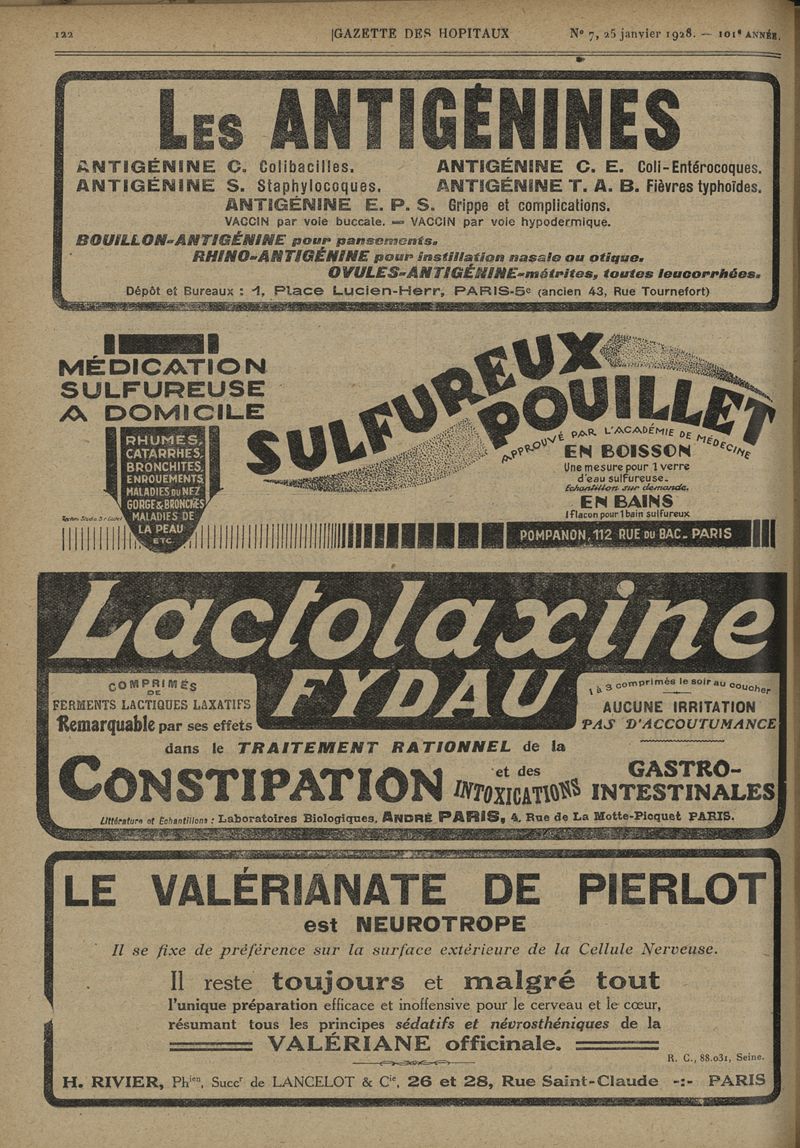 122
GAZETTE DES HOPITAUX
N° 7, 25 janvier 1928. — 101e ANNÉE.
LES ANTIGÉNINES
ANTIGÉNINE C. Colibacilles.
ANTIGÉNINE C. E. Coli-Entérocoques.
ANTIGÉNINE S. Staphylocoques.
ANTIGÉNINE T. A. B. Fièvres typhoïdes.
ANTIGÉNINE E. P. S. Grippe et complications.
VACCIN par voie buccale. — VACCIN par voie hypodermique.
BOUILLON-ANTIGÉNINE pour pansements.
RHINO-ANTIGÉNINE pour instillation nasale ou otique.
OVULES-ANTIGÉNINE-métrites, toutes leucorrhées.
Dépôt et Bureaux : 1, Place Lucien-Herr, PARIS-5e (ancien 43, Rue Tournefort)
MÉDICATION
SULFUREUSE
A DOMICILE
RHUMES,
CATARRHES,
BRONCHITES,
ENROUEMENTS,
MALADIES DU NEZ
GORGE & BRONCHES
MALADIES DE
LA PEAU
ETC.
SULFUREUX
POUILLET
APPROUVÉ PAR L'ACADÉMIE DE MÉDECINE
EN BOISSON
Une mesure pour 1 verre
d'eau sulfureuse.
Echantillon sur demande.
EN BAINS
1 flacon pour 1 bain sulfureux
POMPANON, 112 RUE DU BAC. PARIS
Lactolaxine
FYDAU
COMPRIMÉS
DE
FERMENTS LACTIQUES LAXATIFS
Remarquable par ses effets
1 à 3 comprimés le soir au coucher
AUCUNE IRRITATION
PAS D'ACCOUTUMANCE
dans le TRAITEMENT RATIONNEL de la
CONSTIPATION
et des
INTOXICATIONS
GASTRO-
INTESTINALES
Littérature et Echantillons : Laboratoires Biologiques, ANDRÉ PARIS, 4, Rue de La Motte-Picquet PARIS.
LE VALÉRIANATE DE PIERLOT
est NEUROTROPE
Il se fixe de préférence sur la surface extérieure de la Cellule Nerveuse.
Il reste toujours et malgré tout
l'unique préparation efficace et inoffensive pour le cerveau et le cœur,
résumant tous les principes sédatifs et névrosthéniques de la
VALÉRIANE officinale.
R. C., 88.031, Seine.
H. RIVIER, Phien, Succr de LANCELOT & Cie, 26 et 28, Rue Saint-Claude -:- PARIS